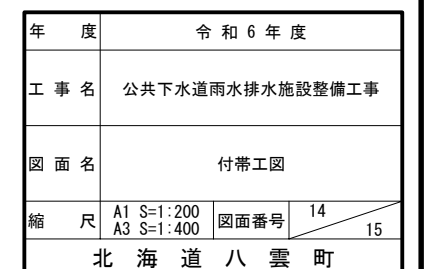 年 度 令和6年度
工事名 公共下水道雨水排水施設整備工事
図面名 付帯工図
縮 尺 A1 S=1:200 A3 S=1:400 図面番号 14 15
北海道八雲町